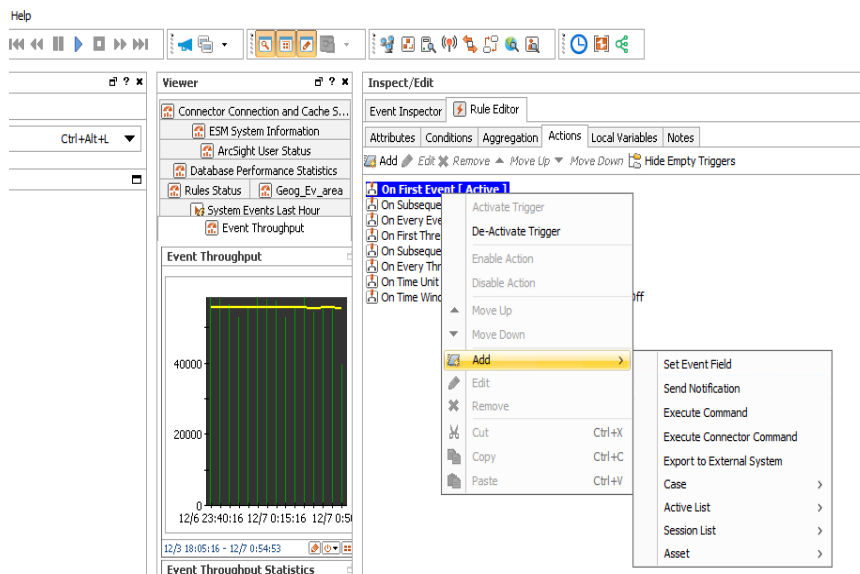 Help
Ctrl+Alt+L
Viewer
Connector Connection and Cache S...
ESM System Information
ArcSight User Status
Database Performance Statistics
Rules Status
Geog_Ev_area
System Events Last Hour
Event Throughput
Event Throughput
40000
20000
0
12/6 23:40:16 12/7 0:15:16 12/7 0:50
12/3 18:05:16 - 12/7 0:54:53
Event Throughput Statistics
Inspect/Edit
Event Inspector
Rule Editor
Attributes
Conditions
Aggregation
Actions
Local Variables
Notes
Add
Edit
Remove
Move Up
Move Down
Hide Empty Triggers
On First Event [ Active ]
On Subseque
On Every Eve
On First Thre
On Subseque
On Every Thr
On Time Unit
On Time Wind
Off
Activate Trigger
De-Activate Trigger
Enable Action
Disable Action
Move Up
Move Down
Add
Edit
Remove
Cut Ctrl+X
Copy Ctrl+C
Paste Ctrl+V
Set Event Field
Send Notification
Execute Command
Execute Connector Command
Export to External System
Case
Active List
Session List
Asset